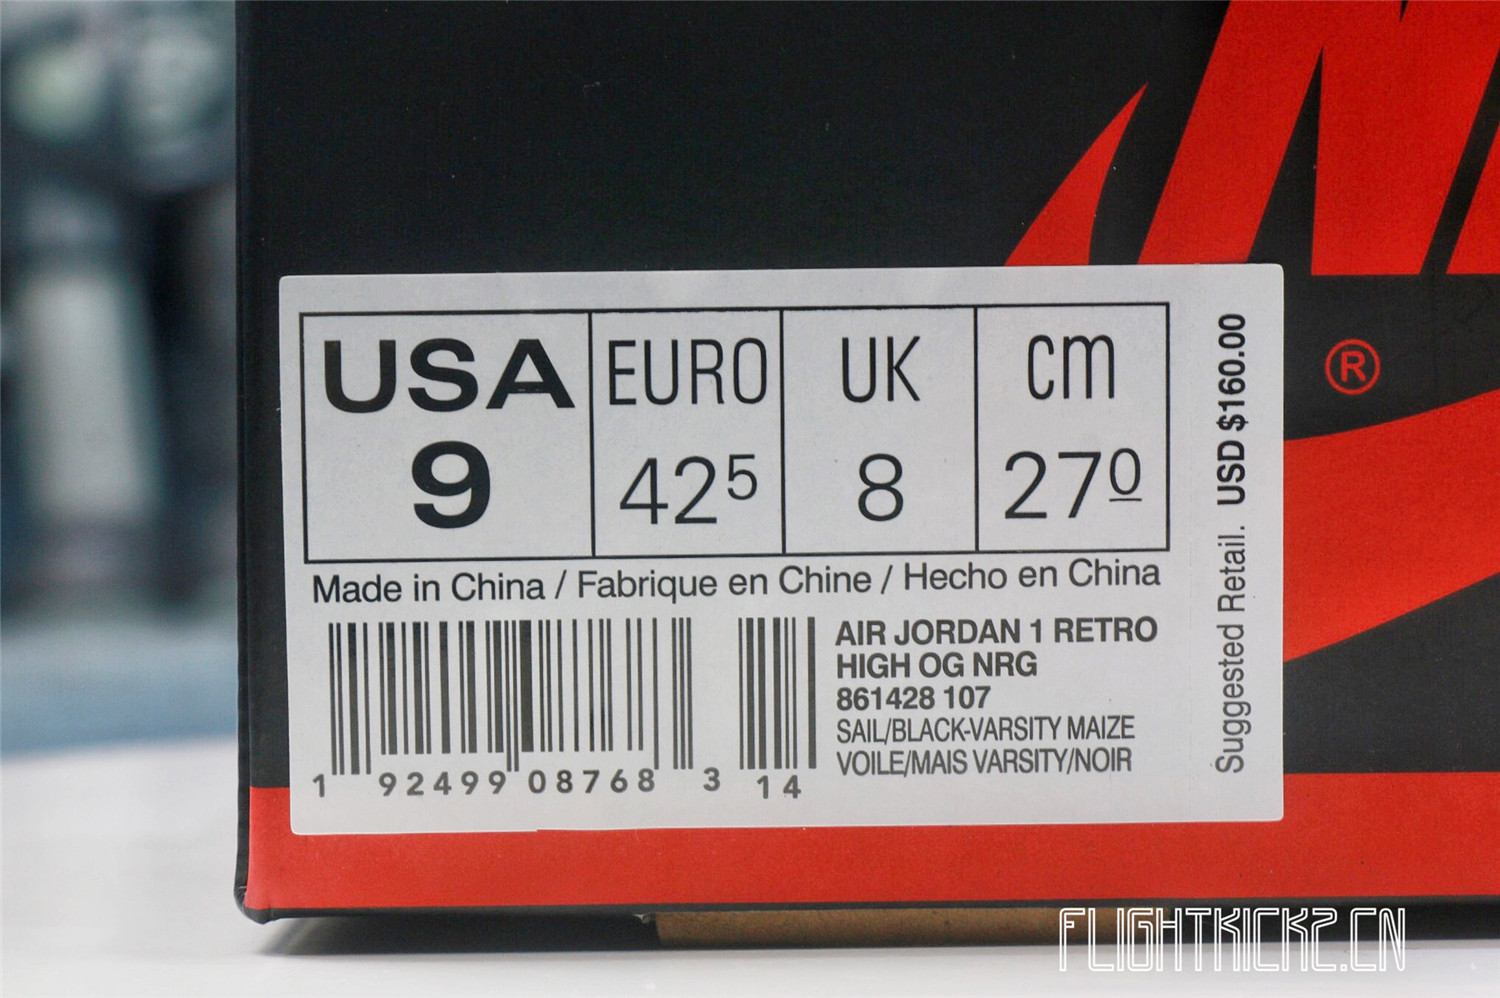 USA EURO UK cm
9 42 5 8 27 0
Made in China / Fabrique en Chine / Hecho en China
AIR JORDAN 1 RETRO
HIGH OG NRG
861428 107
SAIL/BLACK-VARSITY MAIZE
VOILE/MAIS VARSITY/NOIR
1 92499 08768 3 14
Suggested Retail. USD $160.00
®
FLIGHTKICKZ.CN